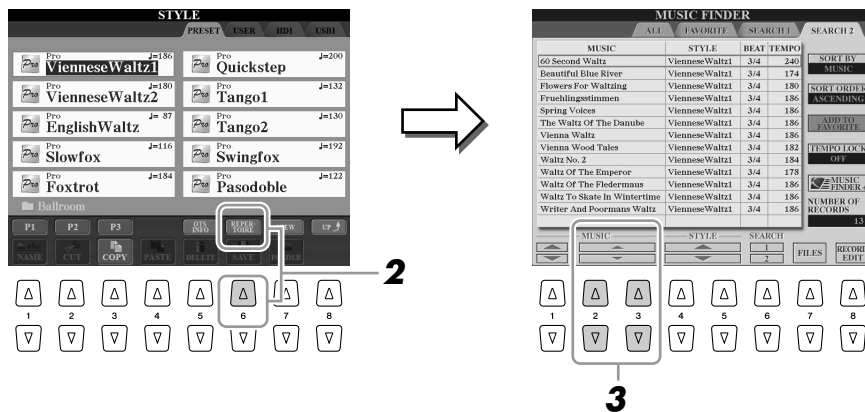 STYLE
PRESET USER HD1 USB1
Pro ♩=186
VienneseWaltz1
Pro ♩=200
Quickstep
Pro ♩=180
VienneseWaltz2
Pro ♩=132
Tango1
Pro ♩= 87
EnglishWaltz
Pro ♩=130
Tango2
Pro ♩=116
Slowfox
Pro ♩=192
Swingfox
Pro ♩=184
Foxtrot
Pro ♩=122
Pasodoble
Ballroom
P1 P2 P3 OTS INFO REPERTOIRE UP
NAME CUT COPY PASTE DELETE SAVE
1 2 3 4 5 6 7 8
2
MUSIC FINDER
ALL FAVORITE SEARCH 1 SEARCH 2
MUSIC STYLE BEAT TEMPO
60 Second Waltz VienneseWaltz1 3/4 240
Beautiful Blue River VienneseWaltz1 3/4 174
Flowers For Waltzing VienneseWaltz1 3/4 180
Fruehlingsstimmen VienneseWaltz1 3/4 186
Spring Voices VienneseWaltz1 3/4 186
The Waltz Of The Danube VienneseWaltz1 3/4 186
Vienna Waltz VienneseWaltz1 3/4 186
Vienna Wood Tales VienneseWaltz1 3/4 182
Waltz No. 2 VienneseWaltz1 3/4 184
Waltz Of The Emperor VienneseWaltz1 3/4 178
Waltz Of The Fledermaus VienneseWaltz1 3/4 186
Waltz To Skate In Wintertime VienneseWaltz1 3/4 186
Writer And Poormans Waltz VienneseWaltz1 3/4 186
SORT BY
MUSIC
SORT ORDER
ASCENDING
ADD TO
FAVORITE
TEMPO LOCK
OFF
MUSIC
FINDER+
NUMBER OF
RECORDS
13
MUSIC STYLE SEARCH
1
2
FILES
RECORD
EDIT
1 2 3 4 5 6 7 8
3